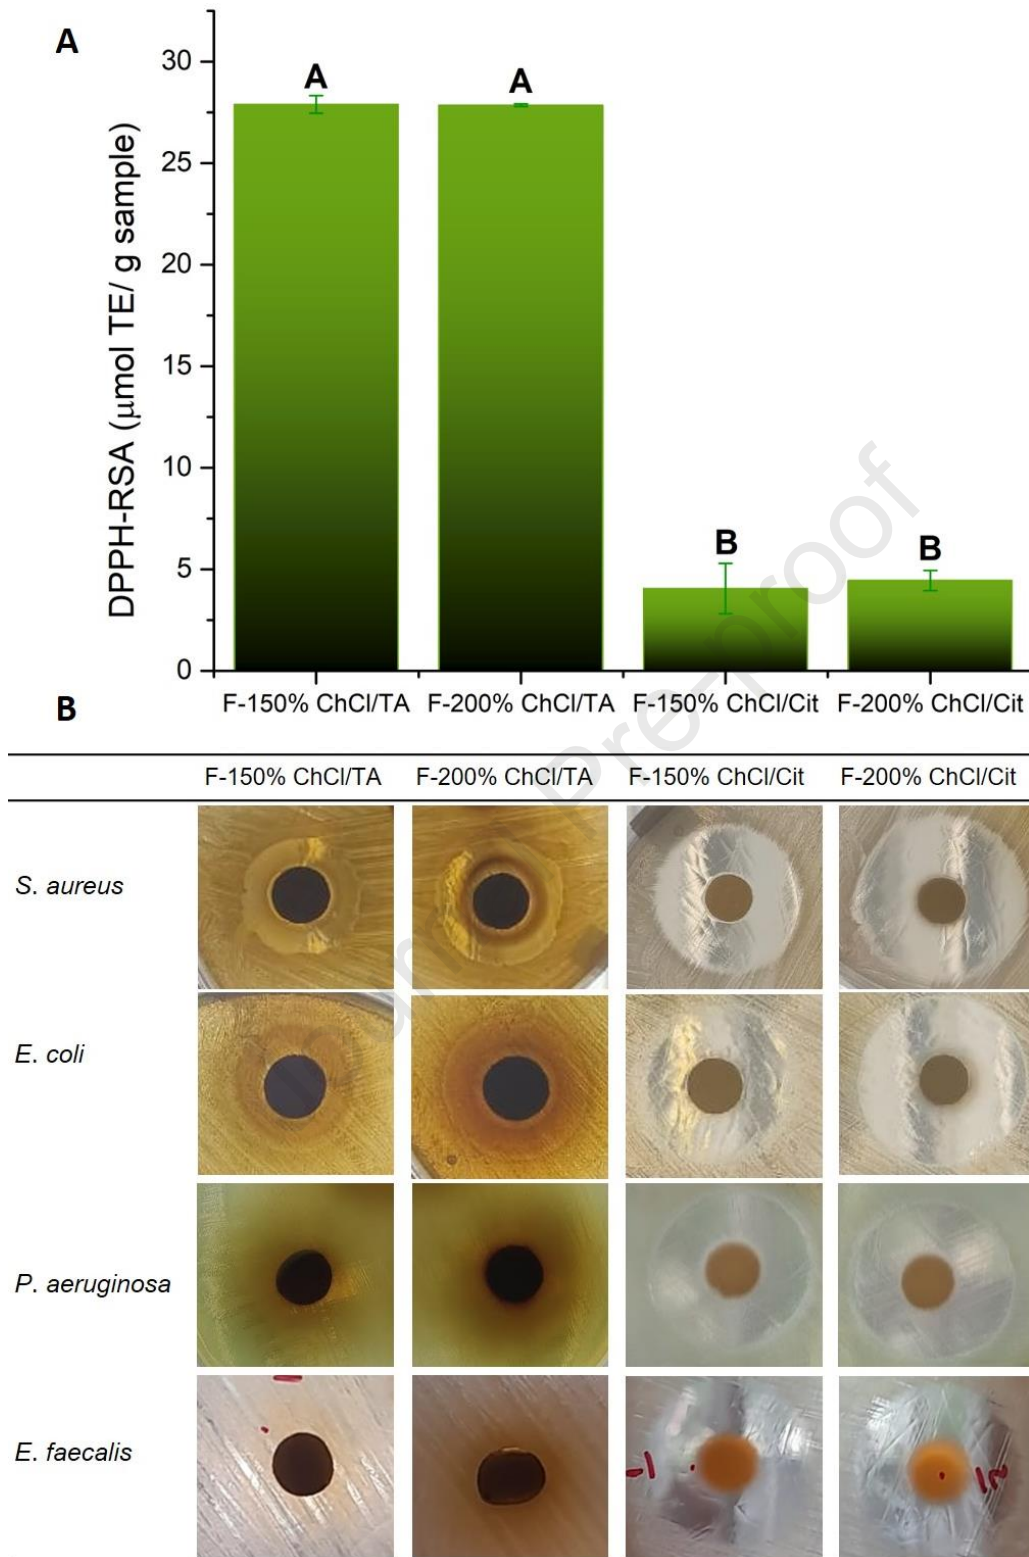 A
DPPH-RSA (μmol TE/ g sample)
30
25
20
15
10
5
0
A
A
B
B
F-150% ChCl/TA F-200% ChCl/TA F-150% ChCl/Cit F-200% ChCl/Cit
B
F-150% ChCl/TA F-200% ChCl/TA F-150% ChCl/Cit F-200% ChCl/Cit
S. aureus
E. coli
P. aeruginosa
E. faecalis
Pre-proof